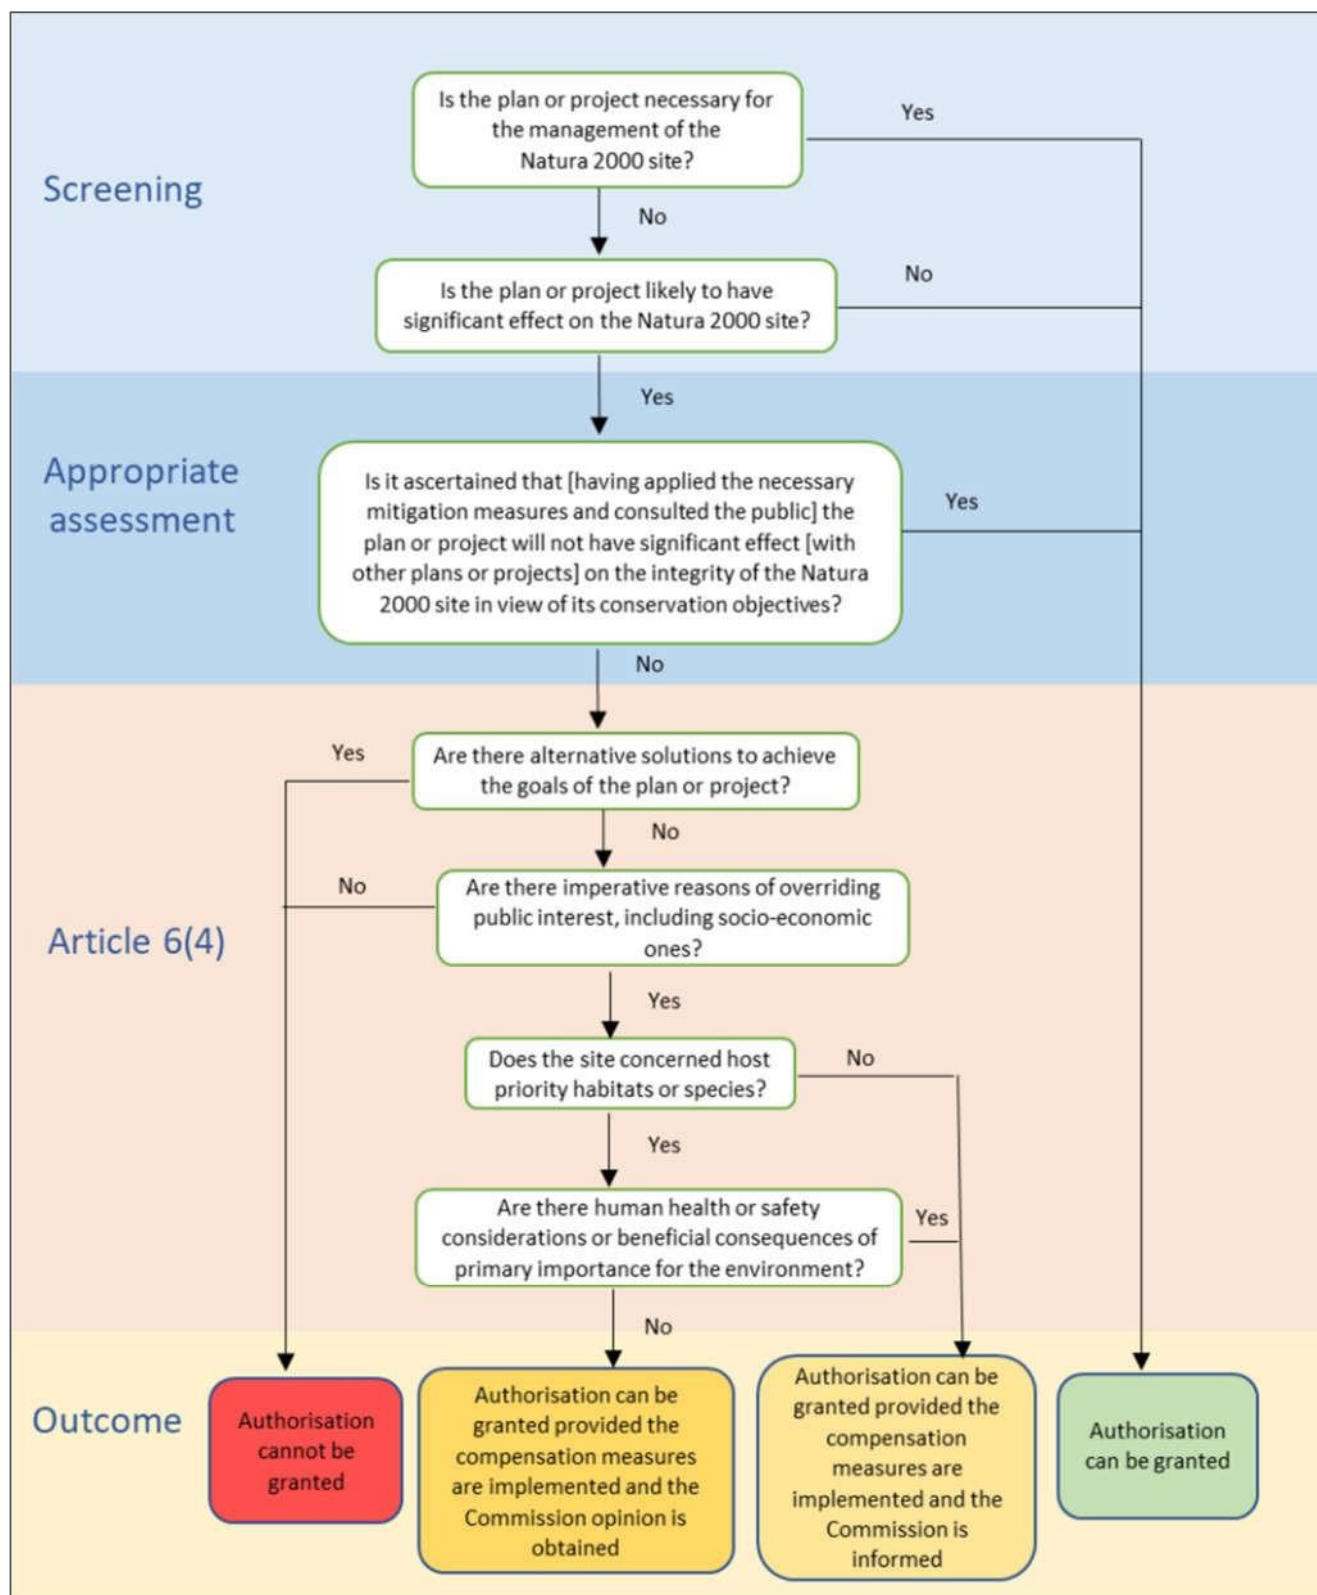 Is the plan or project necessary for
the management of the
Natura 2000 site?
Yes
Screening
No
Is the plan or project likely to have
significant effect on the Natura 2000 site?
No
Yes
Appropriate
assessment
Is it ascertained that [having applied the necessary
mitigation measures and consulted the public] the
plan or project will not have significant effect [with
other plans or projects] on the integrity of the Natura
2000 site in view of its conservation objectives?
Yes
No
Yes
Are there alternative solutions to achieve
the goals of the plan or project?
No
No
Are there imperative reasons of overriding
public interest, including socio-economic
ones?
Article 6(4)
Yes
Does the site concerned host
priority habitats or species?
No
Yes
Are there human health or safety
considerations or beneficial consequences of
primary importance for the environment?
Yes
No
Outcome
Authorisation
cannot be
granted
Authorisation can be
granted provided the
compensation measures
are implemented and the
Commission opinion is
obtained
Authorisation can be
granted provided the
compensation
measures are
implemented and the
Commission is
informed
Authorisation
can be granted